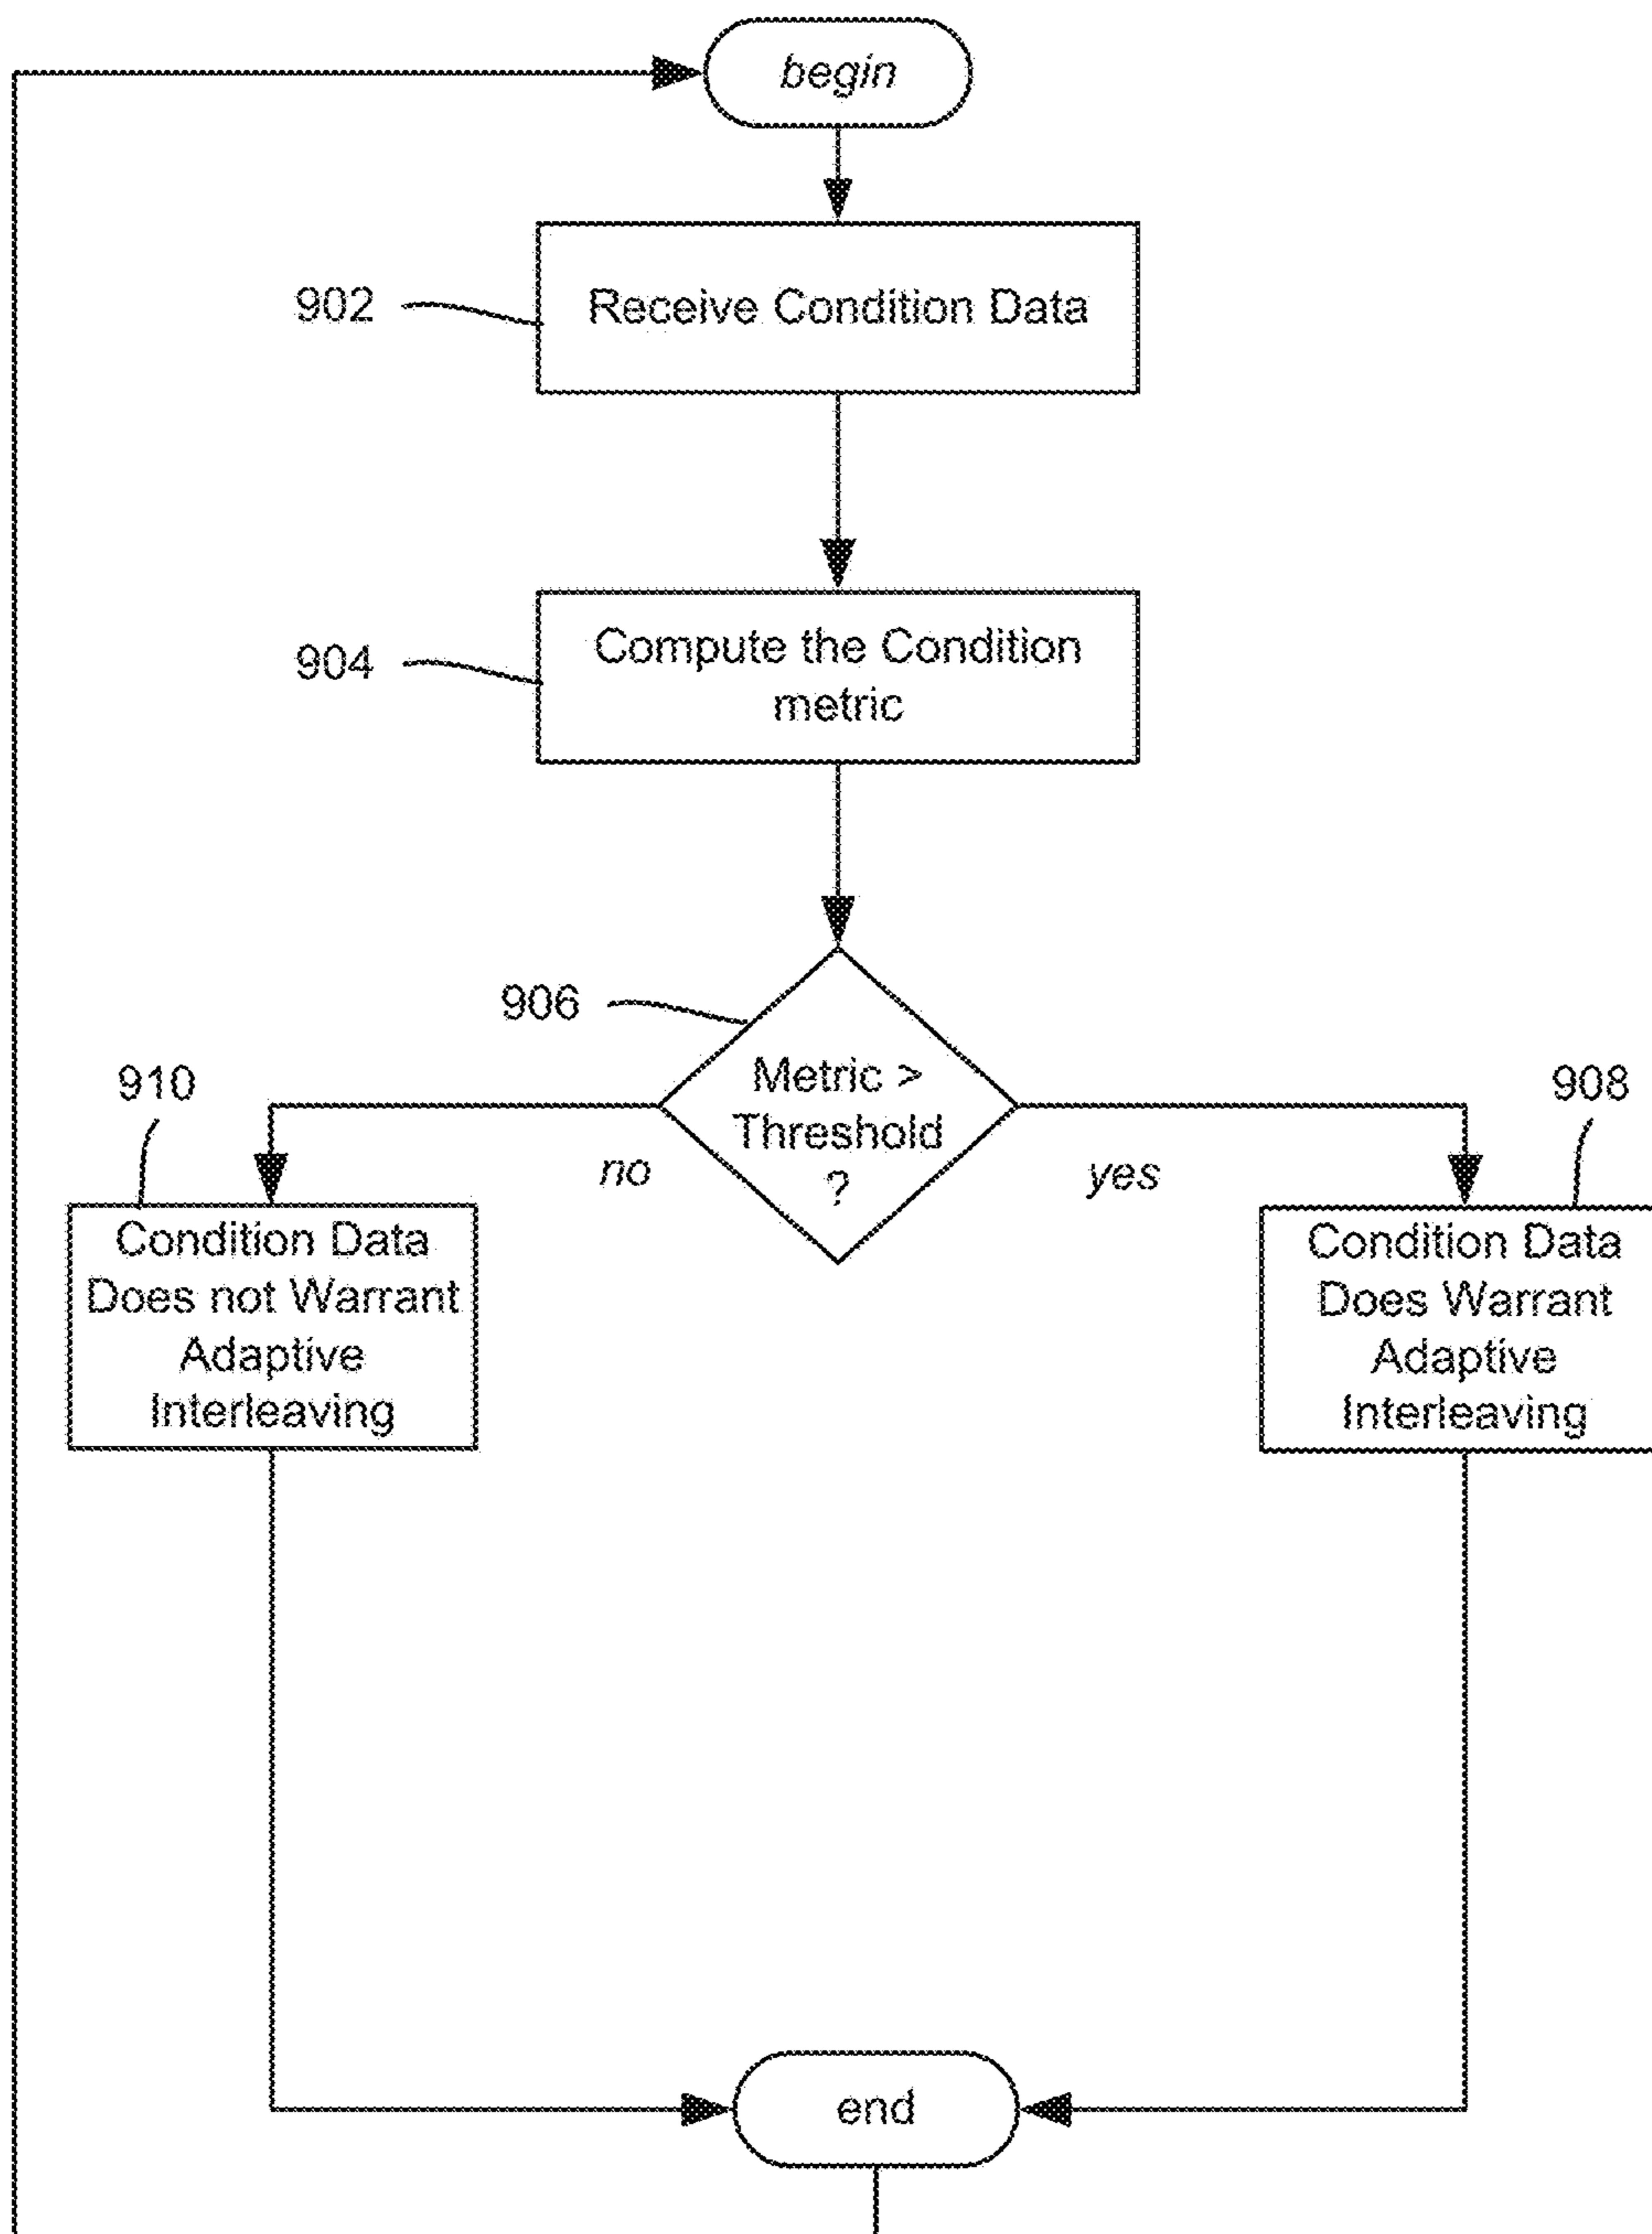 begin
902
Receive Condition Data
904
Compute the Condition
metric
906
Metric >
Threshold
?
no
yes
910
Condition Data
Does not Warrant
Adaptive
Interleaving
908
Condition Data
Does Warrant
Adaptive
Interleaving
end